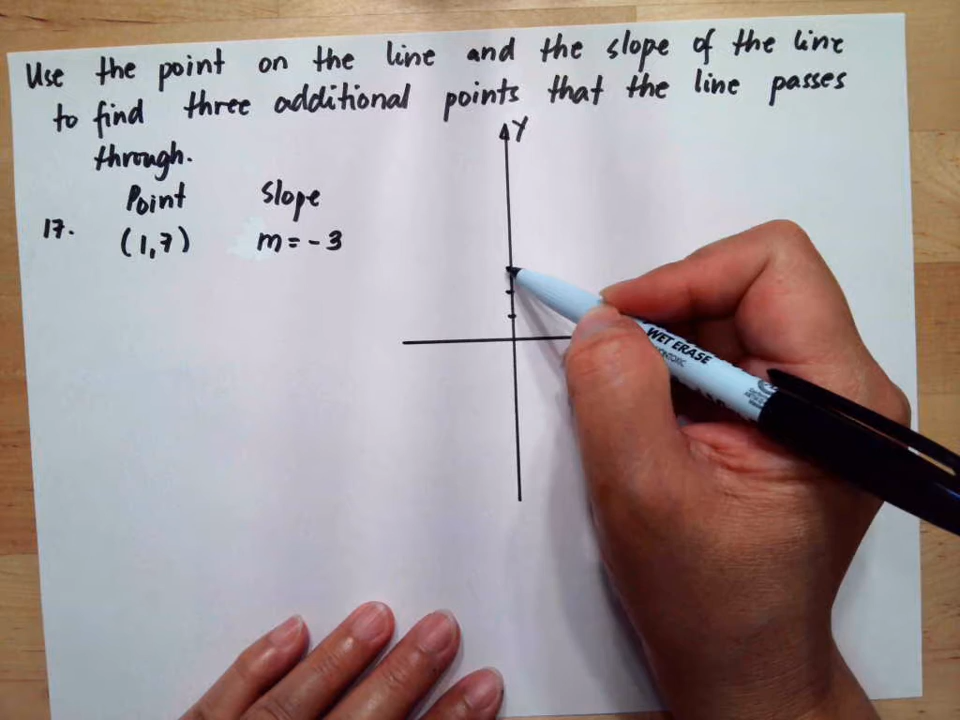 Use the point on the line and the slope of the line
to find three additional points that the line passes
through.
Point Slope
17. (1,7) m = -3
Y
WET ERASE
NONTOXIC